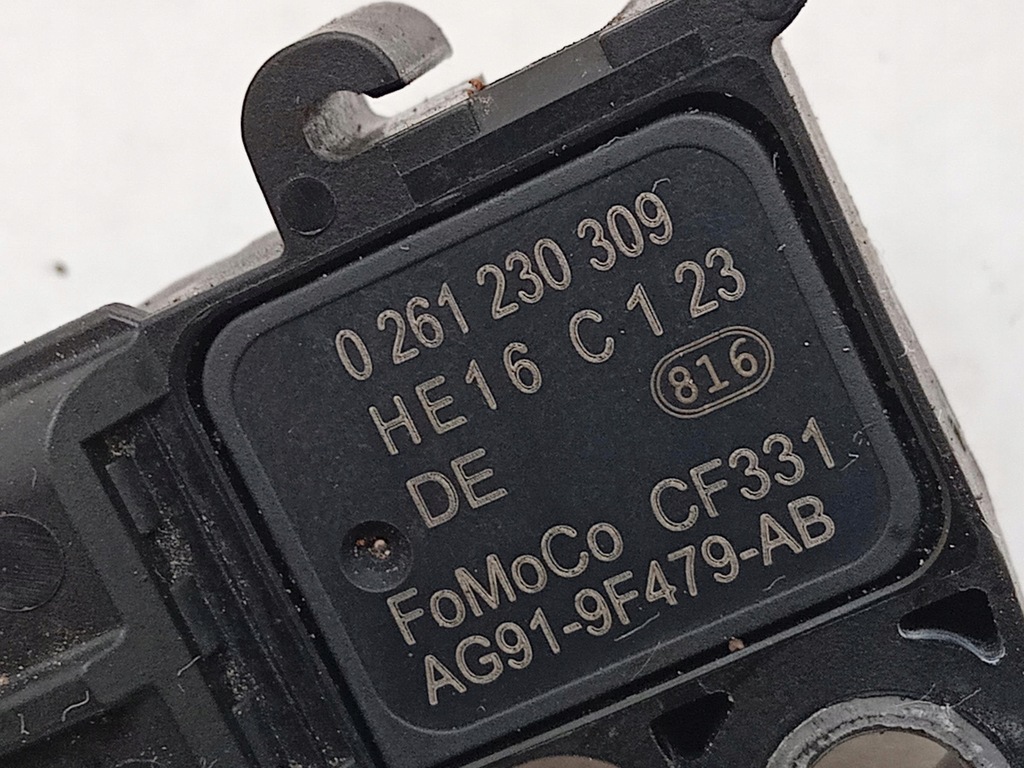 0 261 230 309
HE16 C 1 23
816
DE
FoMoCo CF331
AG91-9F479-AB